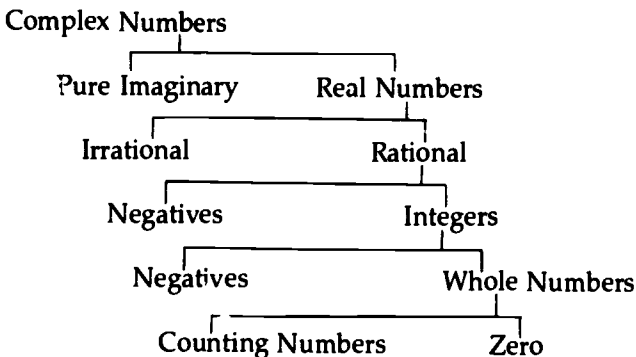 Complex Numbers
Pure Imaginary Real Numbers
Irrational Rational
Negatives Integers
Negatives Whole Numbers
Counting Numbers Zero